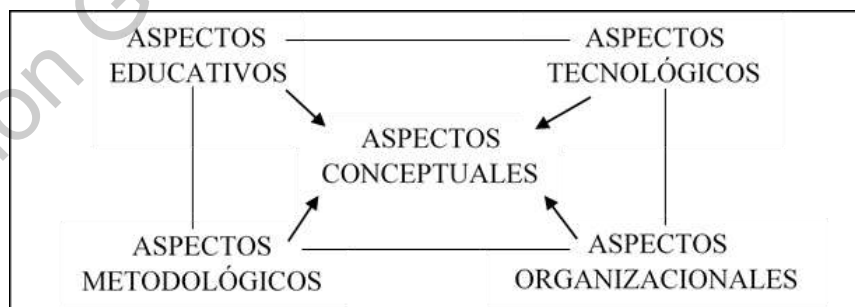 ASPECTOS
EDUCATIVOS
ASPECTOS
TECNOLÓGICOS
ASPECTOS
CONCEPTUALES
ASPECTOS
METODOLÓGICOS
ASPECTOS
ORGANIZACIONALES